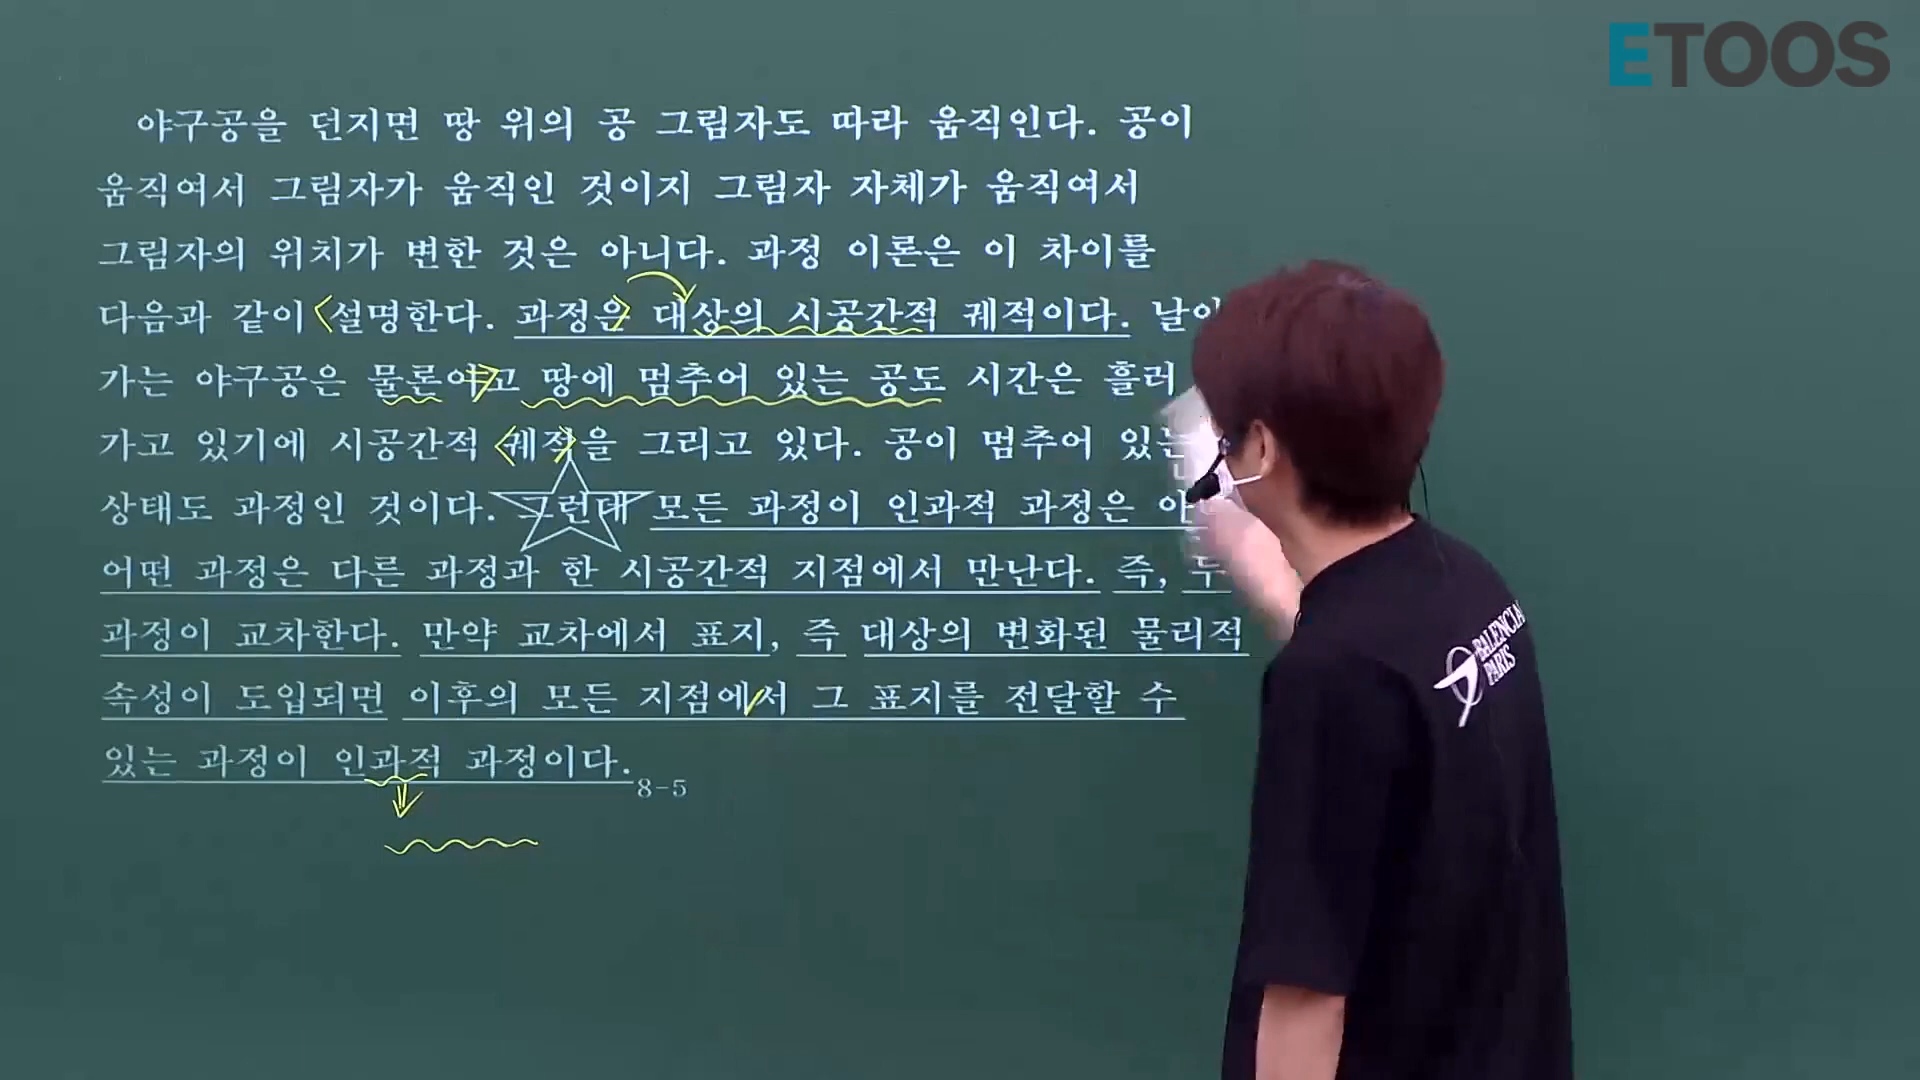 ETOOS
야구공을 던지면 땅 위의 공 그림자도 따라 움직인다. 공이
움직여서 그림자가 움직인 것이지 그림자 자체가 움직여서
그림자의 위치가 변한 것은 아니다. 과정 이론은 이 차이를
다음과 같이 설명한다. 과정은 대상의 시공간적 궤적이다.
가는 야구공은 물론이고 땅에 멈추어 있는 공도 시간은 흘러
가고 있기에 시공간적 궤적을 그리고 있다. 공이 멈추어 있는
상태도 과정인 것이다. 그런데 모든 과정이 인과적 과정은
어떤 과정은 다른 과정과 한 시공간적 지점에서 만난다. 즉, 두
과정이 교차한다. 만약 교차에서 표지, 즉 대상의 변화된 물리적
속성이 도입되면 이후의 모든 지점에서 그 표지를 전달할 수
있는 과정이 인과적 과정이다.
8-5
BALENCIA
PARIS